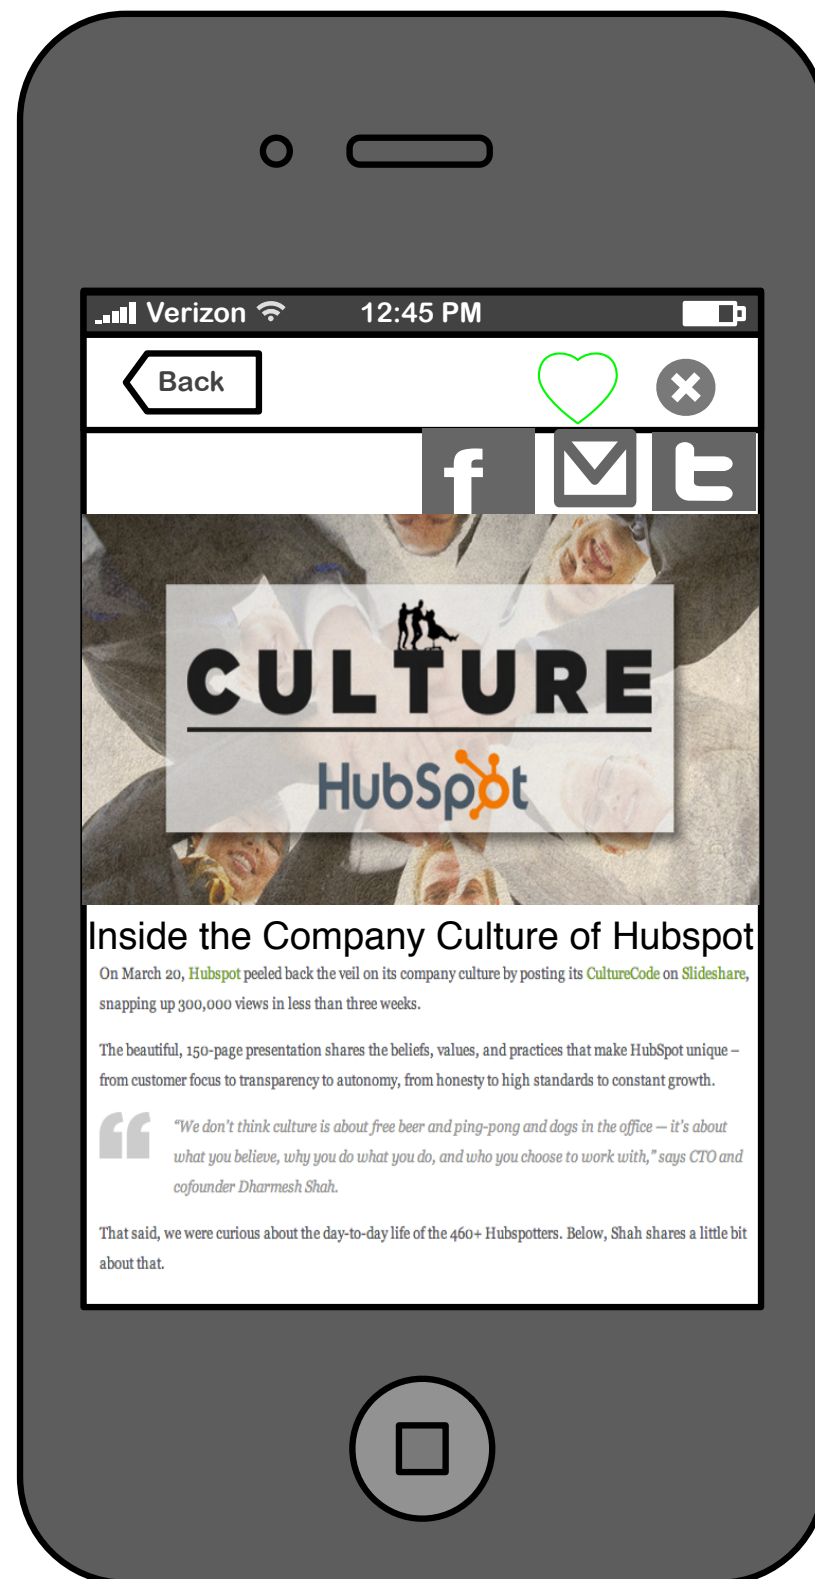 Verizon 12:45 PM
Back
f t
CULTURE
HubSpot
Inside the Company Culture of Hubspot
On March 20, Hubspot peeled back the veil on its company culture by posting its CultureCode on Slideshare,
snapping up 300,000 views in less than three weeks.
The beautiful, 150-page presentation shares the beliefs, values, and practices that make HubSpot unique –
from customer focus to transparency to autonomy, from honesty to high standards to constant growth.
“We don’t think culture is about free beer and ping-pong and dogs in the office — it’s about
what you believe, why you do what you do, and who you choose to work with,” says CTO and
cofounder Dharmesh Shah.
That said, we were curious about the day-to-day life of the 460+ Hubspotters. Below, Shah shares a little bit
about that.